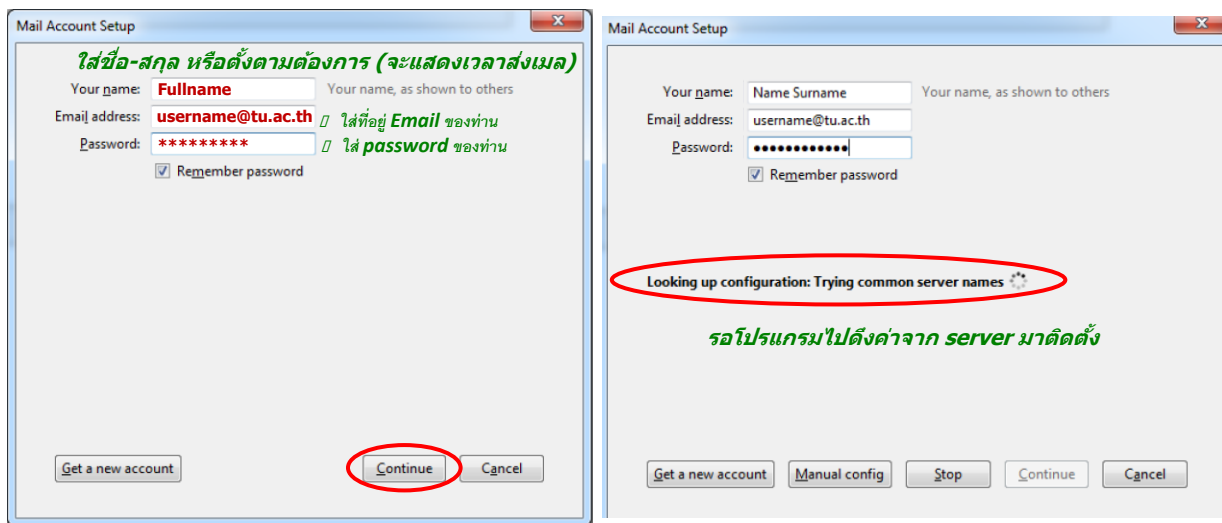 Mail Account Setup
ใส่ชื่อ-สกุล หรือตั้งตามต้องการ (จะแสดงเวลาส่งเมล)
Your name: Fullname Your name, as shown to others
Email address: username@tu.ac.th ใส่ที่อยู่ Email ของท่าน
Password: ********* ใส่ password ของท่าน
Remember password
Get a new account Continue Cancel
Mail Account Setup
Your name: Name Surname Your name, as shown to others
Email address: username@tu.ac.th
Password: ●●●●●●●●●●●●
Remember password
Looking up configuration: Trying common server names
รอโปรแกรมไปดึงค่าจาก server มาติดตั้ง
Get a new account Manual config Stop Continue Cancel